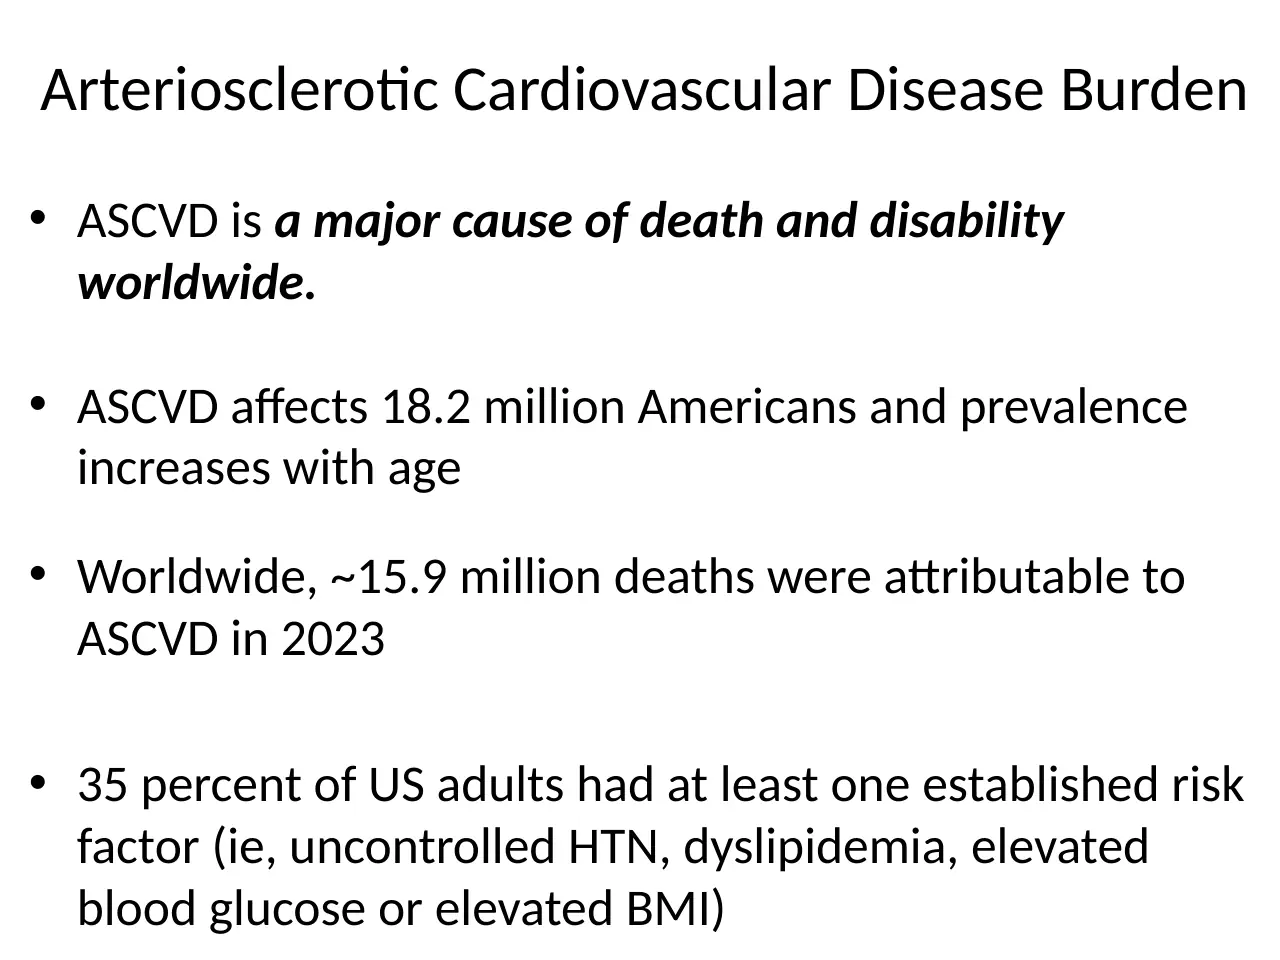 Arteriosclerotic Cardiovascular Disease Burden
• ASCVD is a major cause of death and disability
worldwide.
• ASCVD affects 18.2 million Americans and prevalence
increases with age
• Worldwide, ~15.9 million deaths were attributable to
ASCVD in 2023
• 35 percent of US adults had at least one established risk
factor (ie, uncontrolled HTN, dyslipidemia, elevated
blood glucose or elevated BMI)